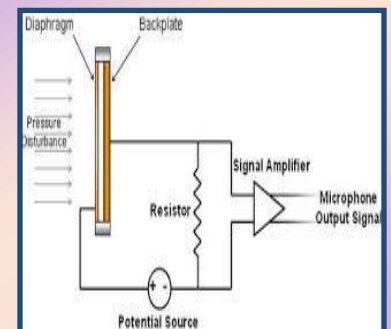 Diaphragm
Backplate
Pressure
Disturbance
Signal Amplifier
Resistor
Microphone
Output Signal
+ -
Potential Source